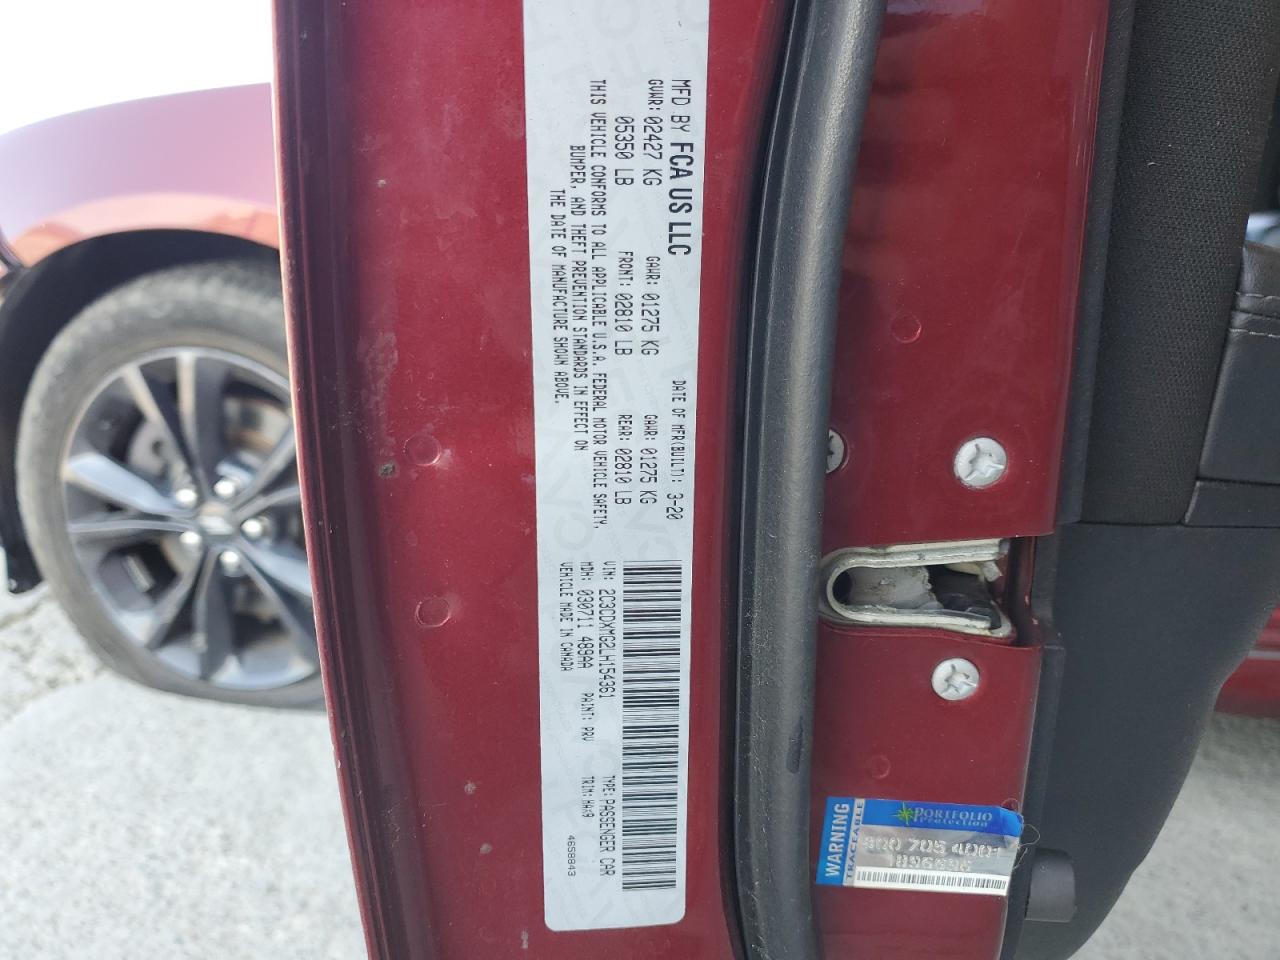 MFD BY FCA US LLC
DATE OF MFR(BUILT): 3-20
GVWR: 02427 KG
GAWR: 01275 KG
GAWR: 01275 KG
05350 LB
FRONT: 02810 LB
REAR: 02810 LB
THIS VEHICLE CONFORMS TO ALL APPLICABLE U.S.A. FEDERAL MOTOR VEHICLE SAFETY,
BUMPER, AND THEFT PREVENTION STANDARDS IN EFFECT ON
THE DATE OF MANUFACTURE SHOWN ABOVE.
VIN: 2C3CDXMG2LH154361
TYPE: PASSENGER CAR
MDH: 030711 489AA
PAINT: PRV
TRIM: HAX9
VEHICLE MADE IN CANADA
4658843
WARNING
TRACEABLE
PORTFOLIO
Protection
800 705 4001